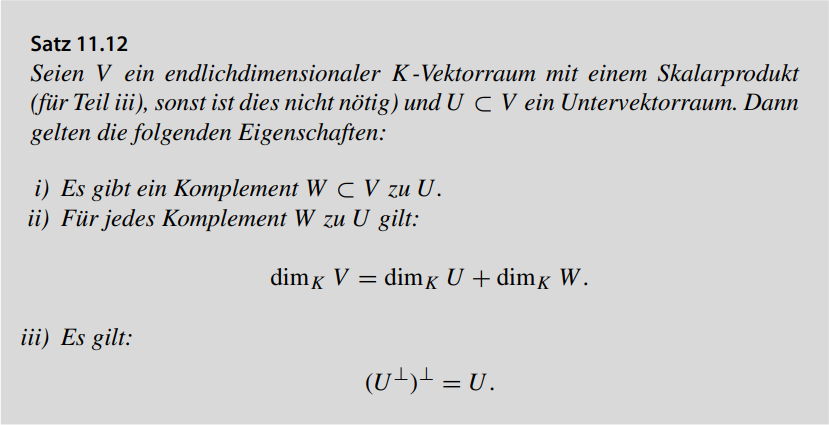 Satz 11.12
Seien V ein endlichdimensionaler K-Vektorraum mit einem Skalarprodukt
(für Teil iii), sonst ist dies nicht nötig) und U ⊂ V ein Untervektorraum. Dann
gelten die folgenden Eigenschaften:
i) Es gibt ein Komplement W ⊂ V zu U.
ii) Für jedes Komplement W zu U gilt:
dim_K V = dim_K U + dim_K W.
iii) Es gilt:
(U^⊥)^⊥ = U.